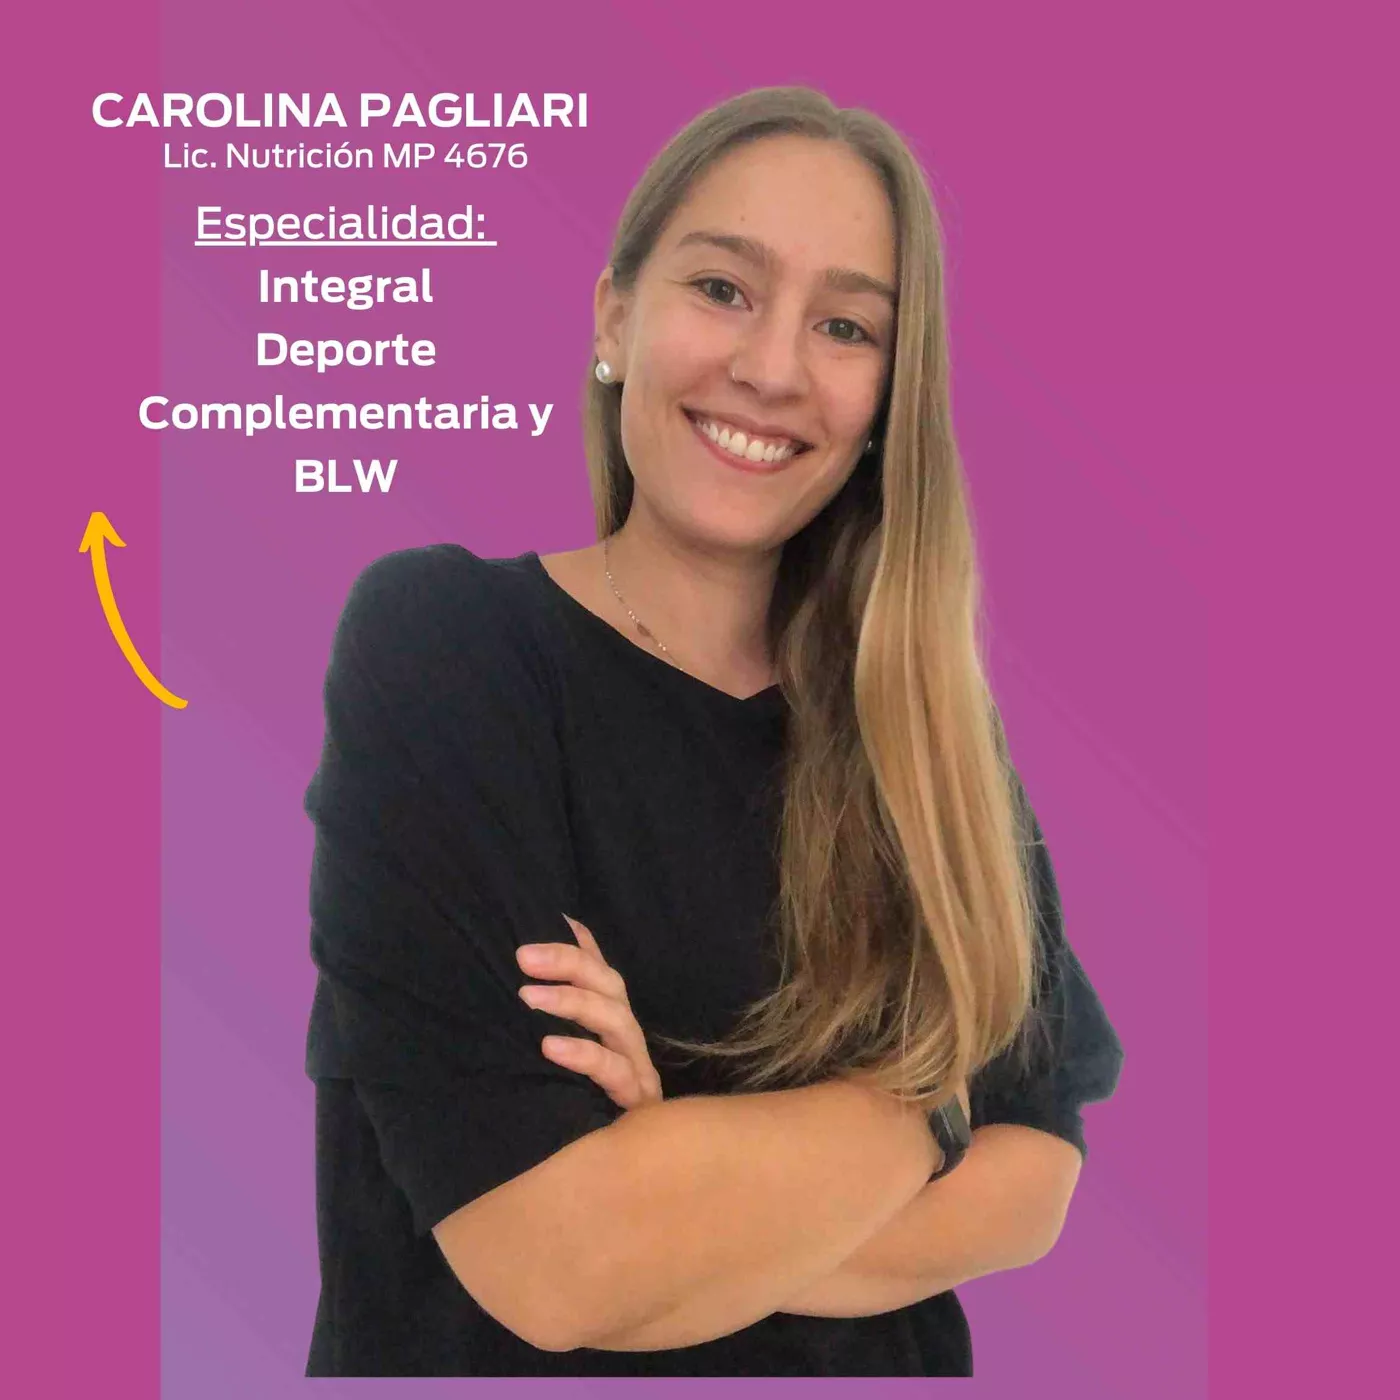 CAROLINA PAGLIARI
Lic. Nutrición MP 4676
Especialidad:
Integral
Deporte
Complementaria y
BLW